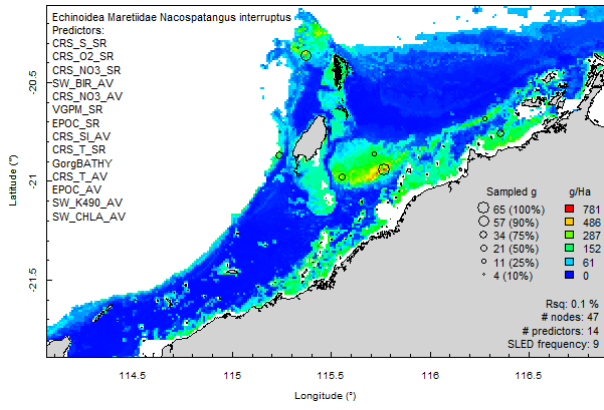 Echinoidea Maretiidae Nacospatangus interruptus
Predictors:
CRS_S_SR
CRS_O2_SR
CRS_NO3_SR
SW_BIR_AV
CRS_NO3_AV
VGPM_SR
EPOC_SR
CRS_SI_AV
CRS_T_SR
GorgBATHY
CRS_T_AV
EPOC_AV
SW_K490_AV
SW_CHLA_AV
Latitude (°)
-20.5
-21
-21.5
Sampled g g/Ha
65 (100%) 781
57 (90%) 486
34 (75%) 287
21 (50%) 152
11 (25%) 61
4 (10%) 0
Rsq: 0.1 %
# nodes: 47
# predictors: 14
SLED frequency: 9
114.5 115 115.5 116 116.5
Longitude (°)